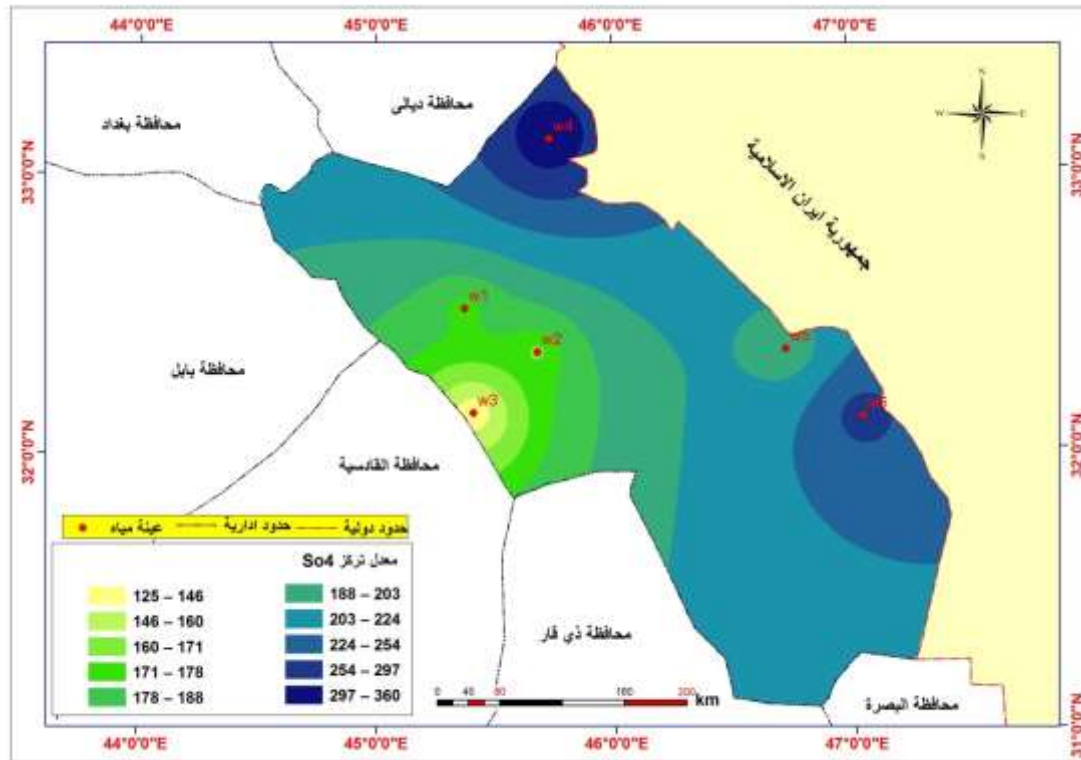 44°0'0"E 45°0'0"E 46°0'0"E 47°0'0"E
N
W E
S
محافظة ديالى
محافظة بغداد
w4
33°0'0"N
33°0'0"N
جمهورية ايران الاسلامية
w1
w2
w5
محافظة بابل
w3
w6
32°0'0"N
32°0'0"N
محافظة القادسية
عينة مياه حدود ادارية حدود دولية
معدل تركز So4
125 – 146
146 – 160
160 – 171
171 – 178
178 – 188
188 – 203
203 – 224
224 – 254
254 – 297
297 – 360
محافظة ذي قار
0 40 80 160 200
km
محافظة البصرة
31°0'0"N
44°0'0"E 45°0'0"E 46°0'0"E 47°0'0"E